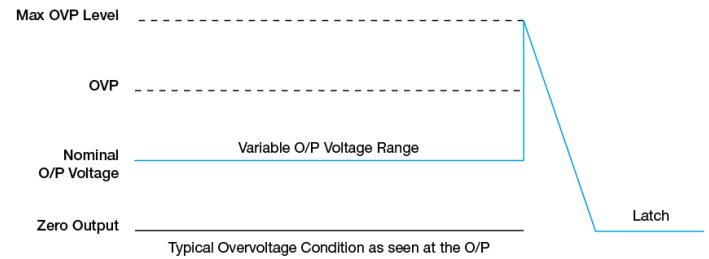 Max OVP Level
OVP
Variable O/P Voltage Range
Nominal
O/P Voltage
Latch
Zero Output
Typical Overvoltage Condition as seen at the O/P